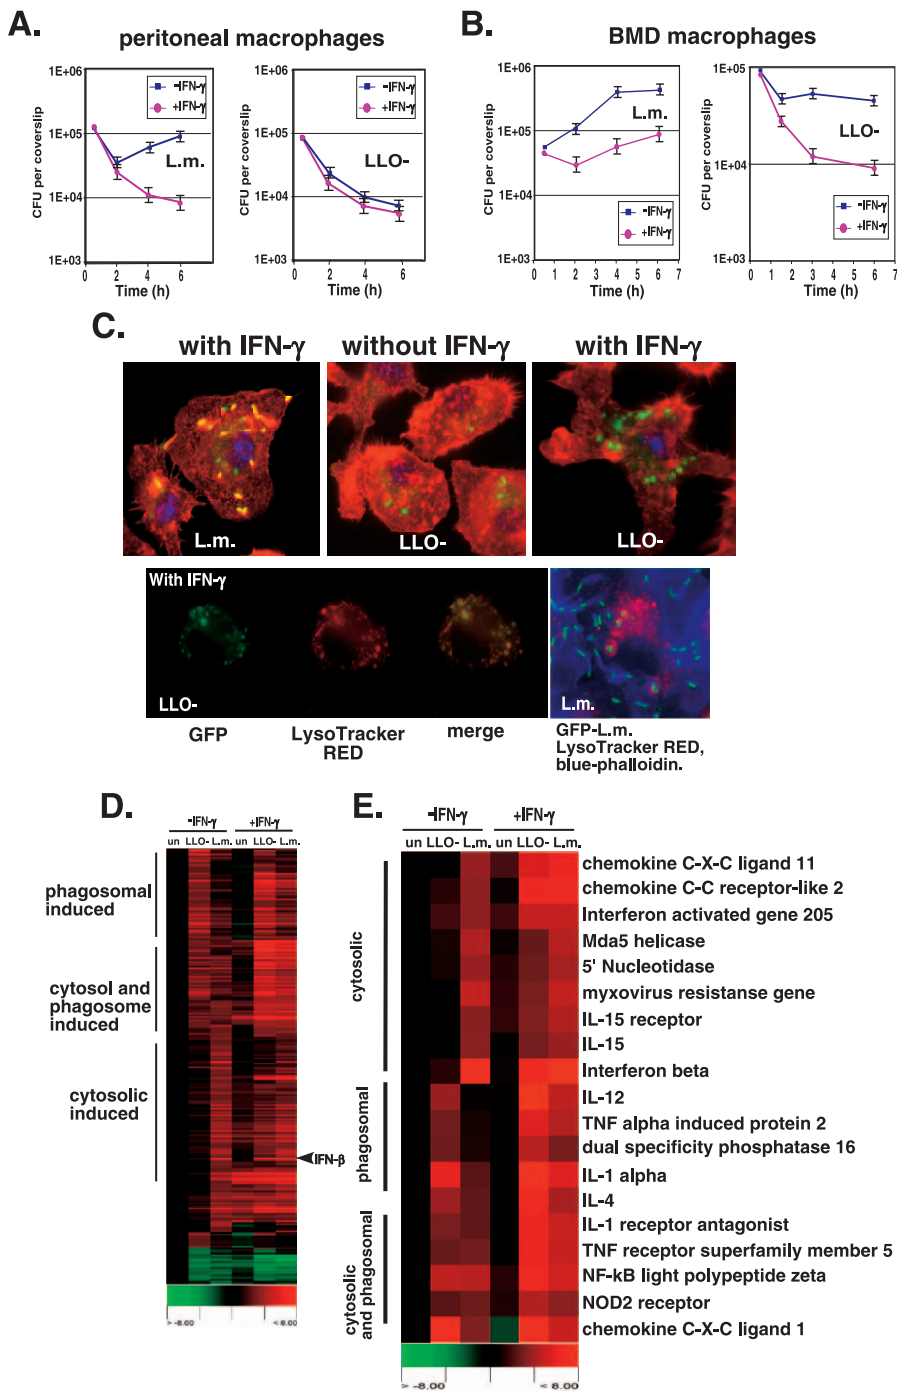 A.
peritoneal macrophages
B.
BMD macrophages
1E+06
1E+05
1E+04
1E+03
CFU per coverslip
-IFN-γ
+IFN-γ
L.m.
0 2 4 6
Time (h)
1E+06
1E+05
1E+04
1E+03
CFU per coverslip
-IFN-γ
+IFN-γ
LLO-
0 2 4 6
Time (h)
1E+06
1E+05
1E+04
1E+03
CFU per coverslip
L.m.
-IFN-γ
+IFN-γ
0 1 2 3 4 5 6 7
Time (h)
1E+05
1E+04
1E+03
CFU per coverslip
LLO-
-IFN-γ
+IFN-γ
0 1 2 3 4 5 6 7
Time (h)
C.
with IFN-γ
without IFN-γ
with IFN-γ
L.m.
LLO-
LLO-
With IFN-γ
LLO-
L.m.
GFP
LysoTracker
RED
merge
GFP-L.m.
LysoTracker RED,
blue-phalloidin.
D.
-IFN-γ +IFN-γ
un LLO- L.m. un LLO- L.m.
phagosomal
induced
cytosol and
phagosome
induced
cytosolic
induced
IFN-β
> -8.00 < 8.00
E.
-IFN-γ +IFN-γ
un LLO- L.m. un LLO- L.m.
cytosolic
chemokine C-X-C ligand 11
chemokine C-C receptor-like 2
Interferon activated gene 205
Mda5 helicase
5' Nucleotidase
myxovirus resistanse gene
IL-15 receptor
IL-15
Interferon beta
phagosomal
IL-12
TNF alpha induced protein 2
dual specificity phosphatase 16
IL-1 alpha
IL-4
cytosolic
and phagosomal
IL-1 receptor antagonist
TNF receptor superfamily member 5
NF-kB light polypeptide zeta
NOD2 receptor
chemokine C-X-C ligand 1
> -8.00 < 8.00